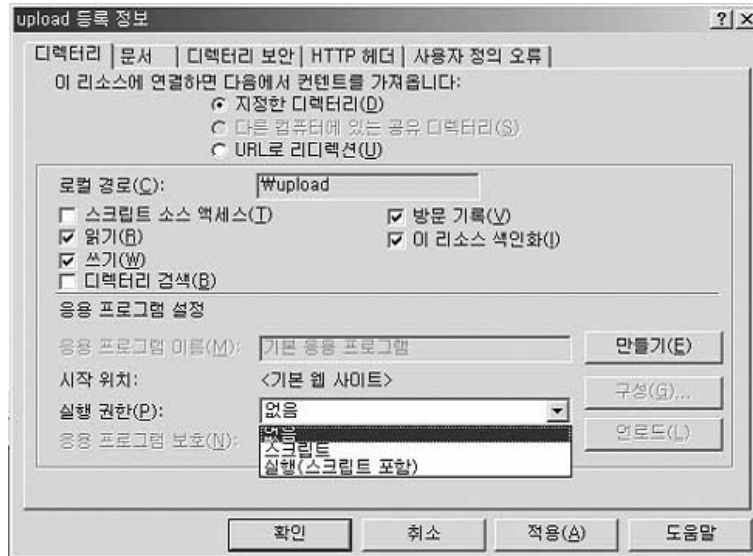 upload 등록 정보
디렉터리 문서 디렉터리 보안 HTTP 헤더 사용자 정의 오류
이 리소스에 연결하면 다음에서 컨텐트를 가져옵니다:
지정한 디렉터리(D)
다른 컴퓨터에 있는 공유 디렉터리(S)
URL로 리디렉션(U)
로컬 경로(C): ₩upload
스크립트 소스 액세스(T) 방문 기록(V)
읽기(R) 이 리소스 색인화(I)
쓰기(W)
디렉터리 검색(B)
응용 프로그램 설정
응용 프로그램 이름(M): 기본 응용 프로그램 만들기(E)
시작 위치: <기본 웹 사이트> 구성(G)...
실행 권한(P): 없음
없음
응용 프로그램 보호(N): 스크립트 언로드(L)
실행(스크립트 포함)
확인 취소 적용(A) 도움말